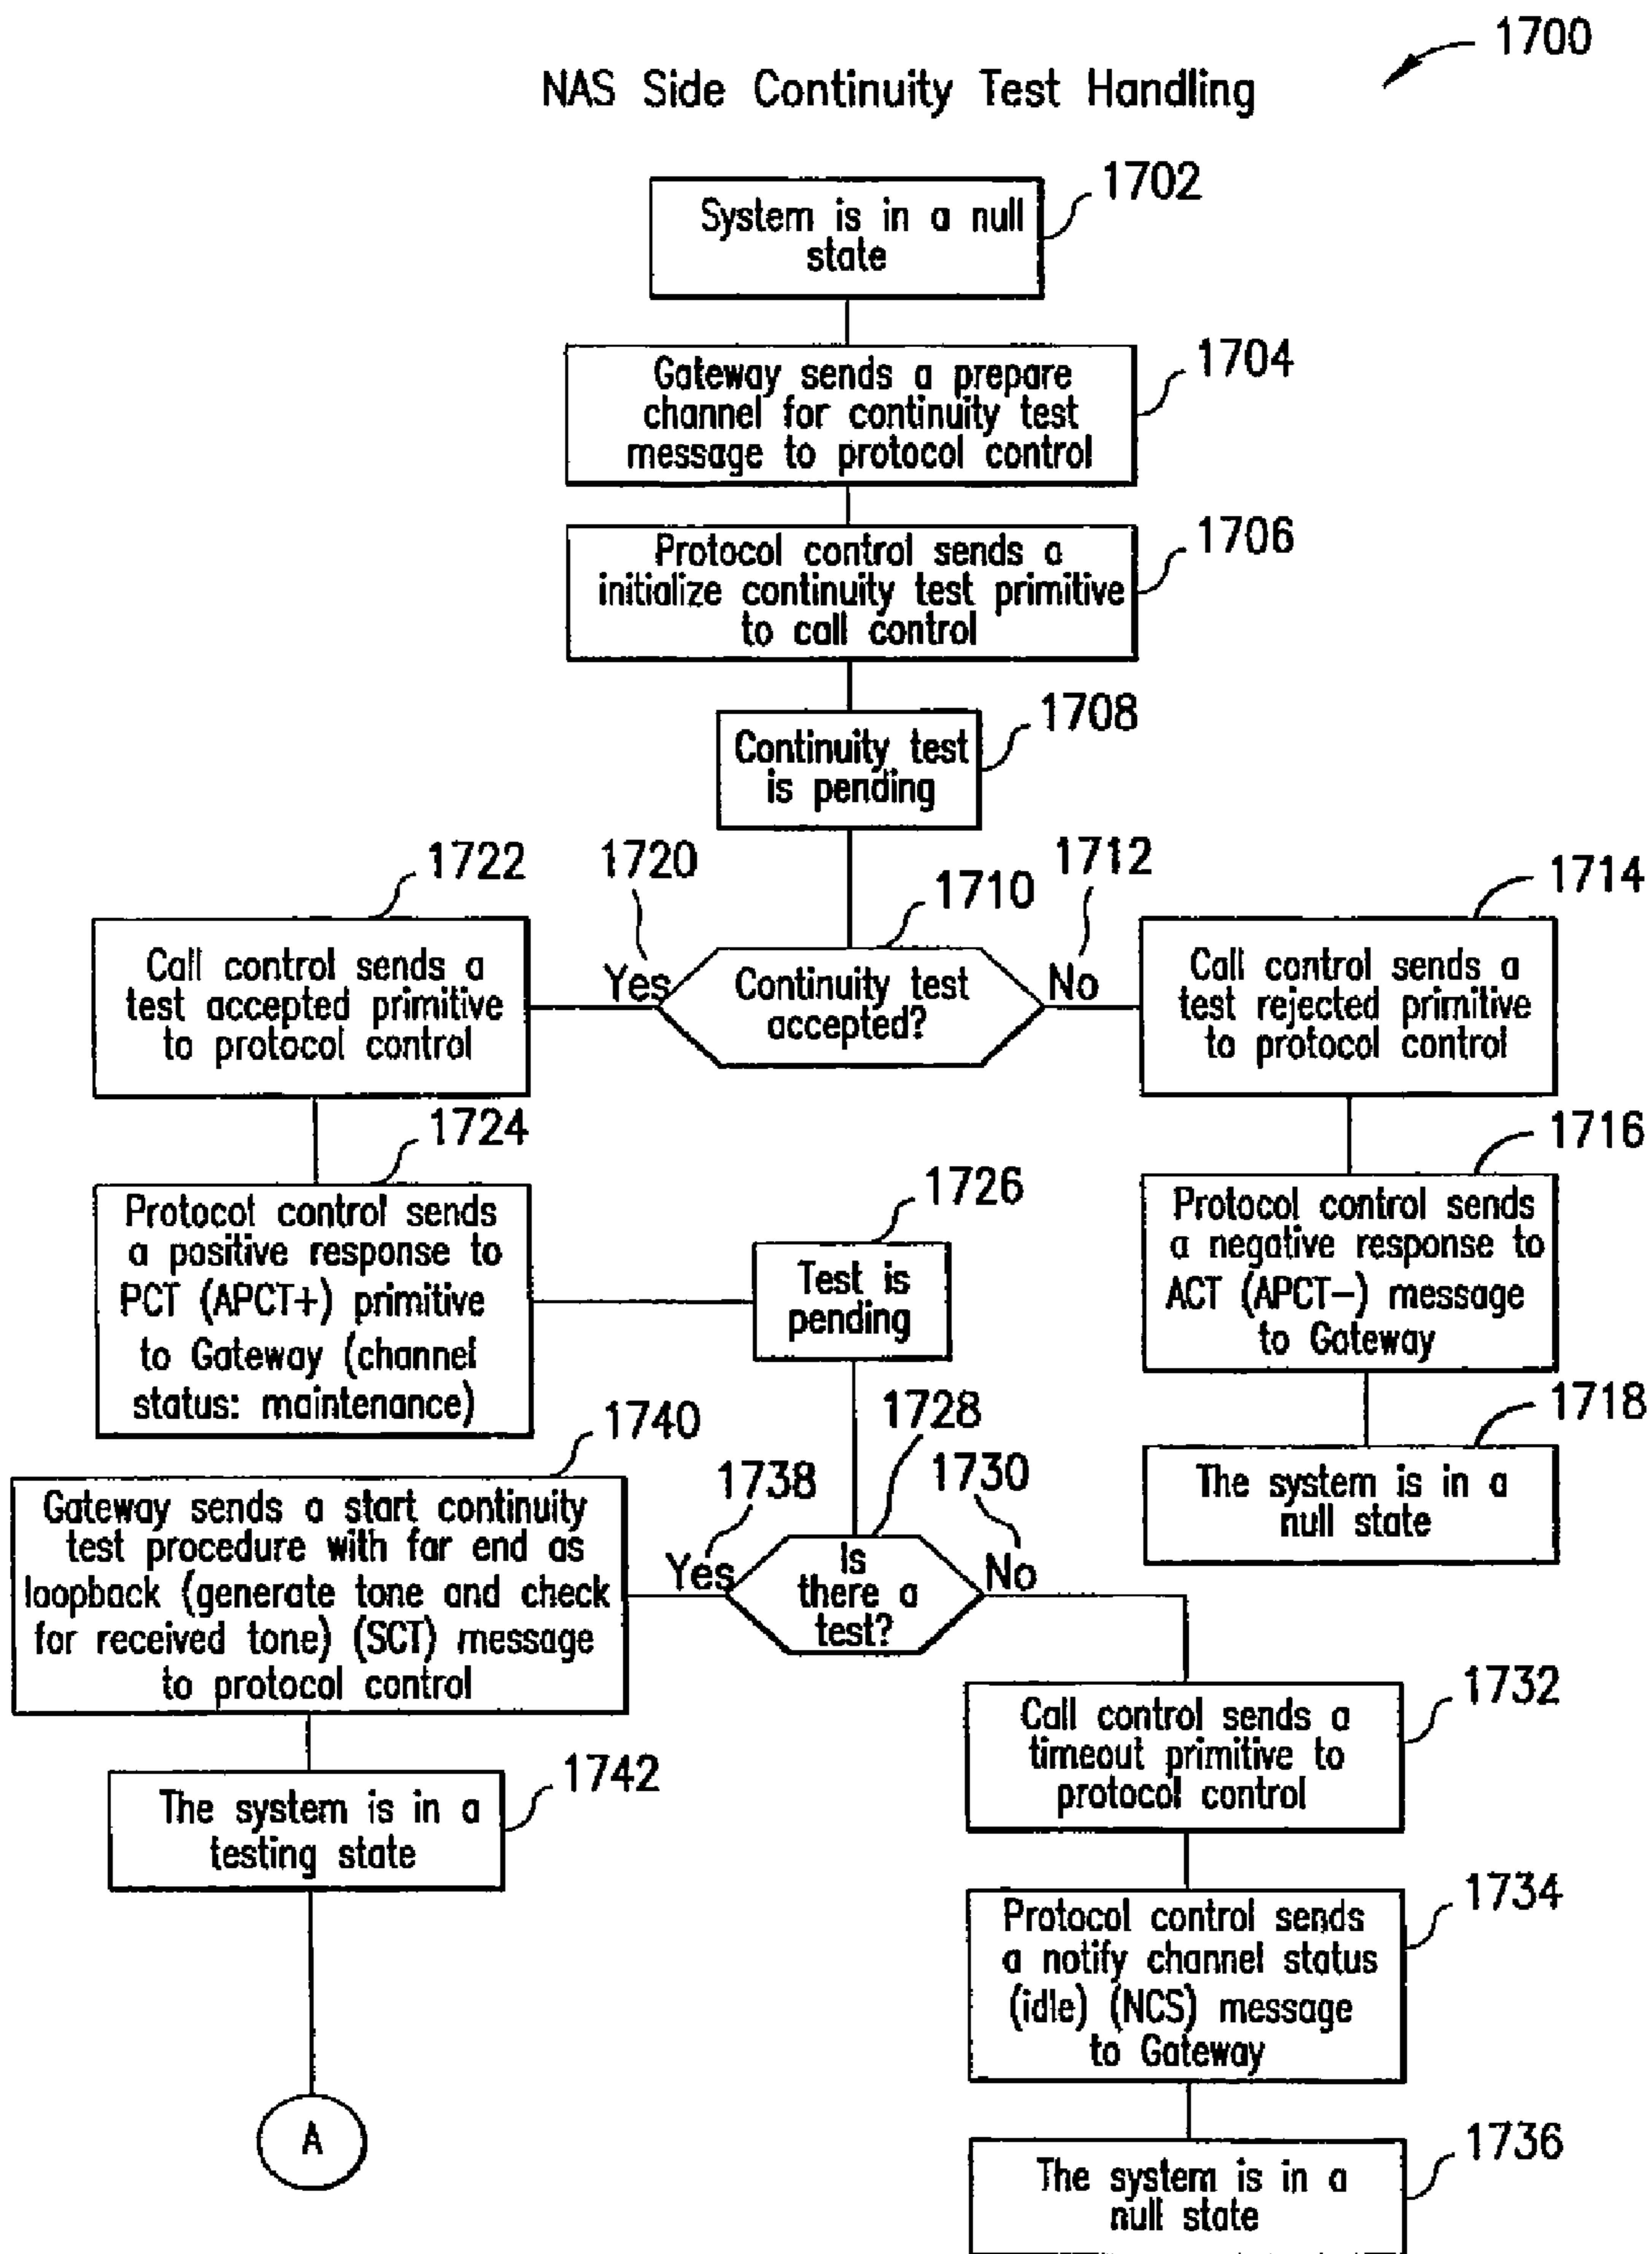 1700
NAS Side Continuity Test Handling
1702
System is in a null
state
1704
Gateway sends a prepare
channel for continuity test
message to protocol control
1706
Protocol control sends a
initialize continuity test primitive
to call control
1708
Continuity test
is pending
1722
1720
1710
1712
1714
Call control sends a
test accepted primitive
to protocol control
Yes
Continuity test
accepted?
No
Call control sends a
test rejected primitive
to protocol control
1724
1716
Protocol control sends
a positive response to
PCT (APCT+) primitive
to Gateway (channel
status: maintenance)
1726
Test is
pending
Protocol control sends
a negative response to
ACT (APCT−) message
to Gateway
1718
The system is in a
null state
1740
1738
1728
1730
Gateway sends a start continuity
test procedure with far end as
loopback (generate tone and check
for received tone) (SCT) message
to protocol control
Yes
Is
there a
test?
No
1732
Call control sends a
timeout primitive to
protocol control
1742
The system is in a
testing state
1734
Protocol control sends
a notify channel status
(idle) (NCS) message
to Gateway
A
1736
The system is in a
null state